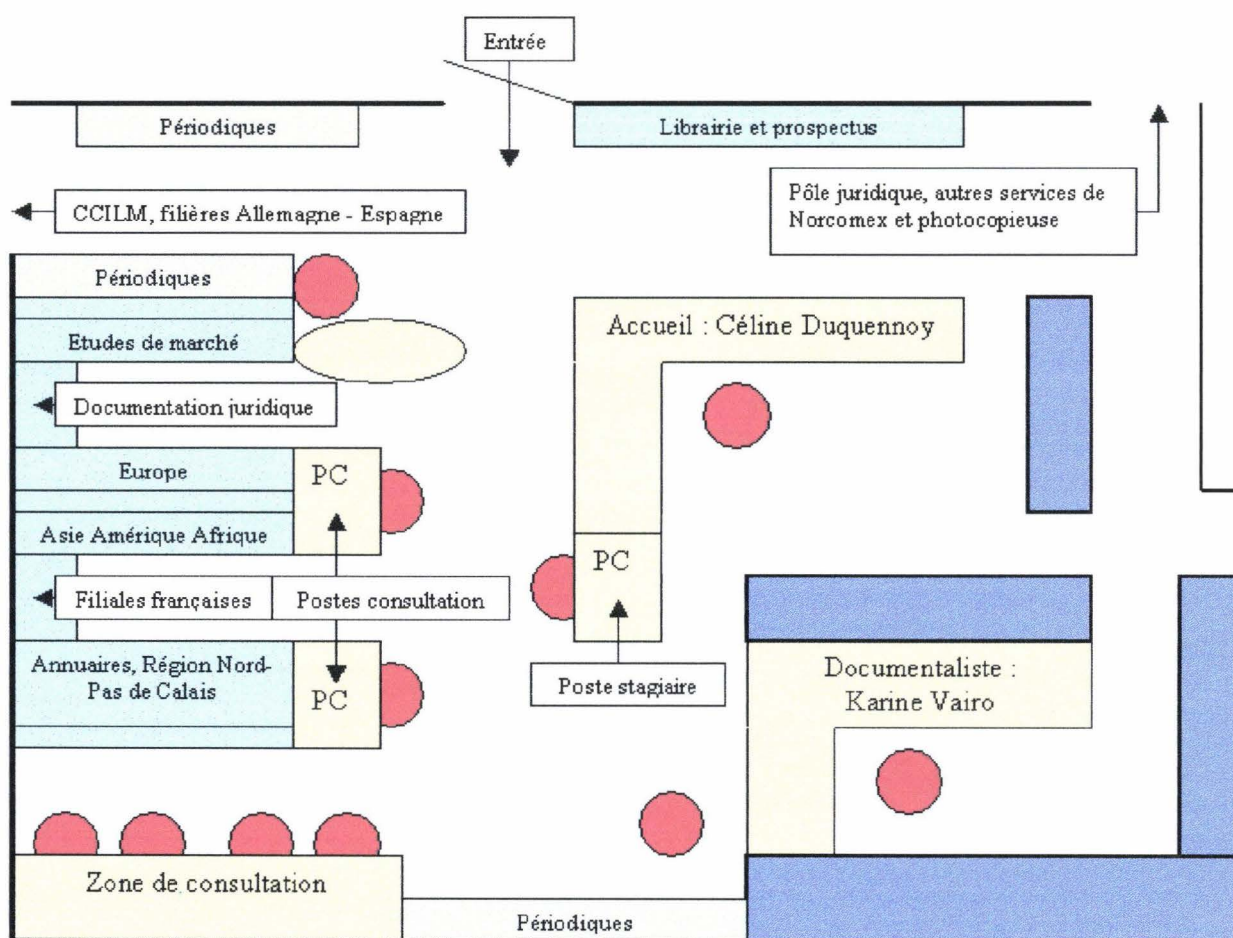 Entrée
Périodiques
Librairie et prospectus
CCILM, filières Allemagne - Espagne
Pôle juridique, autres services de
Norcomex et photocopieuse
Périodiques
Etudes de marché
Accueil : Céline Duquennoy
Documentation juridique
Europe
PC
Asie Amérique Afrique
PC
Filiales françaises
Postes consultation
Annuaires, Région Nord-
Pas de Calais
PC
Poste stagiaire
Documentaliste :
Karine Vairo
Zone de consultation
Périodiques